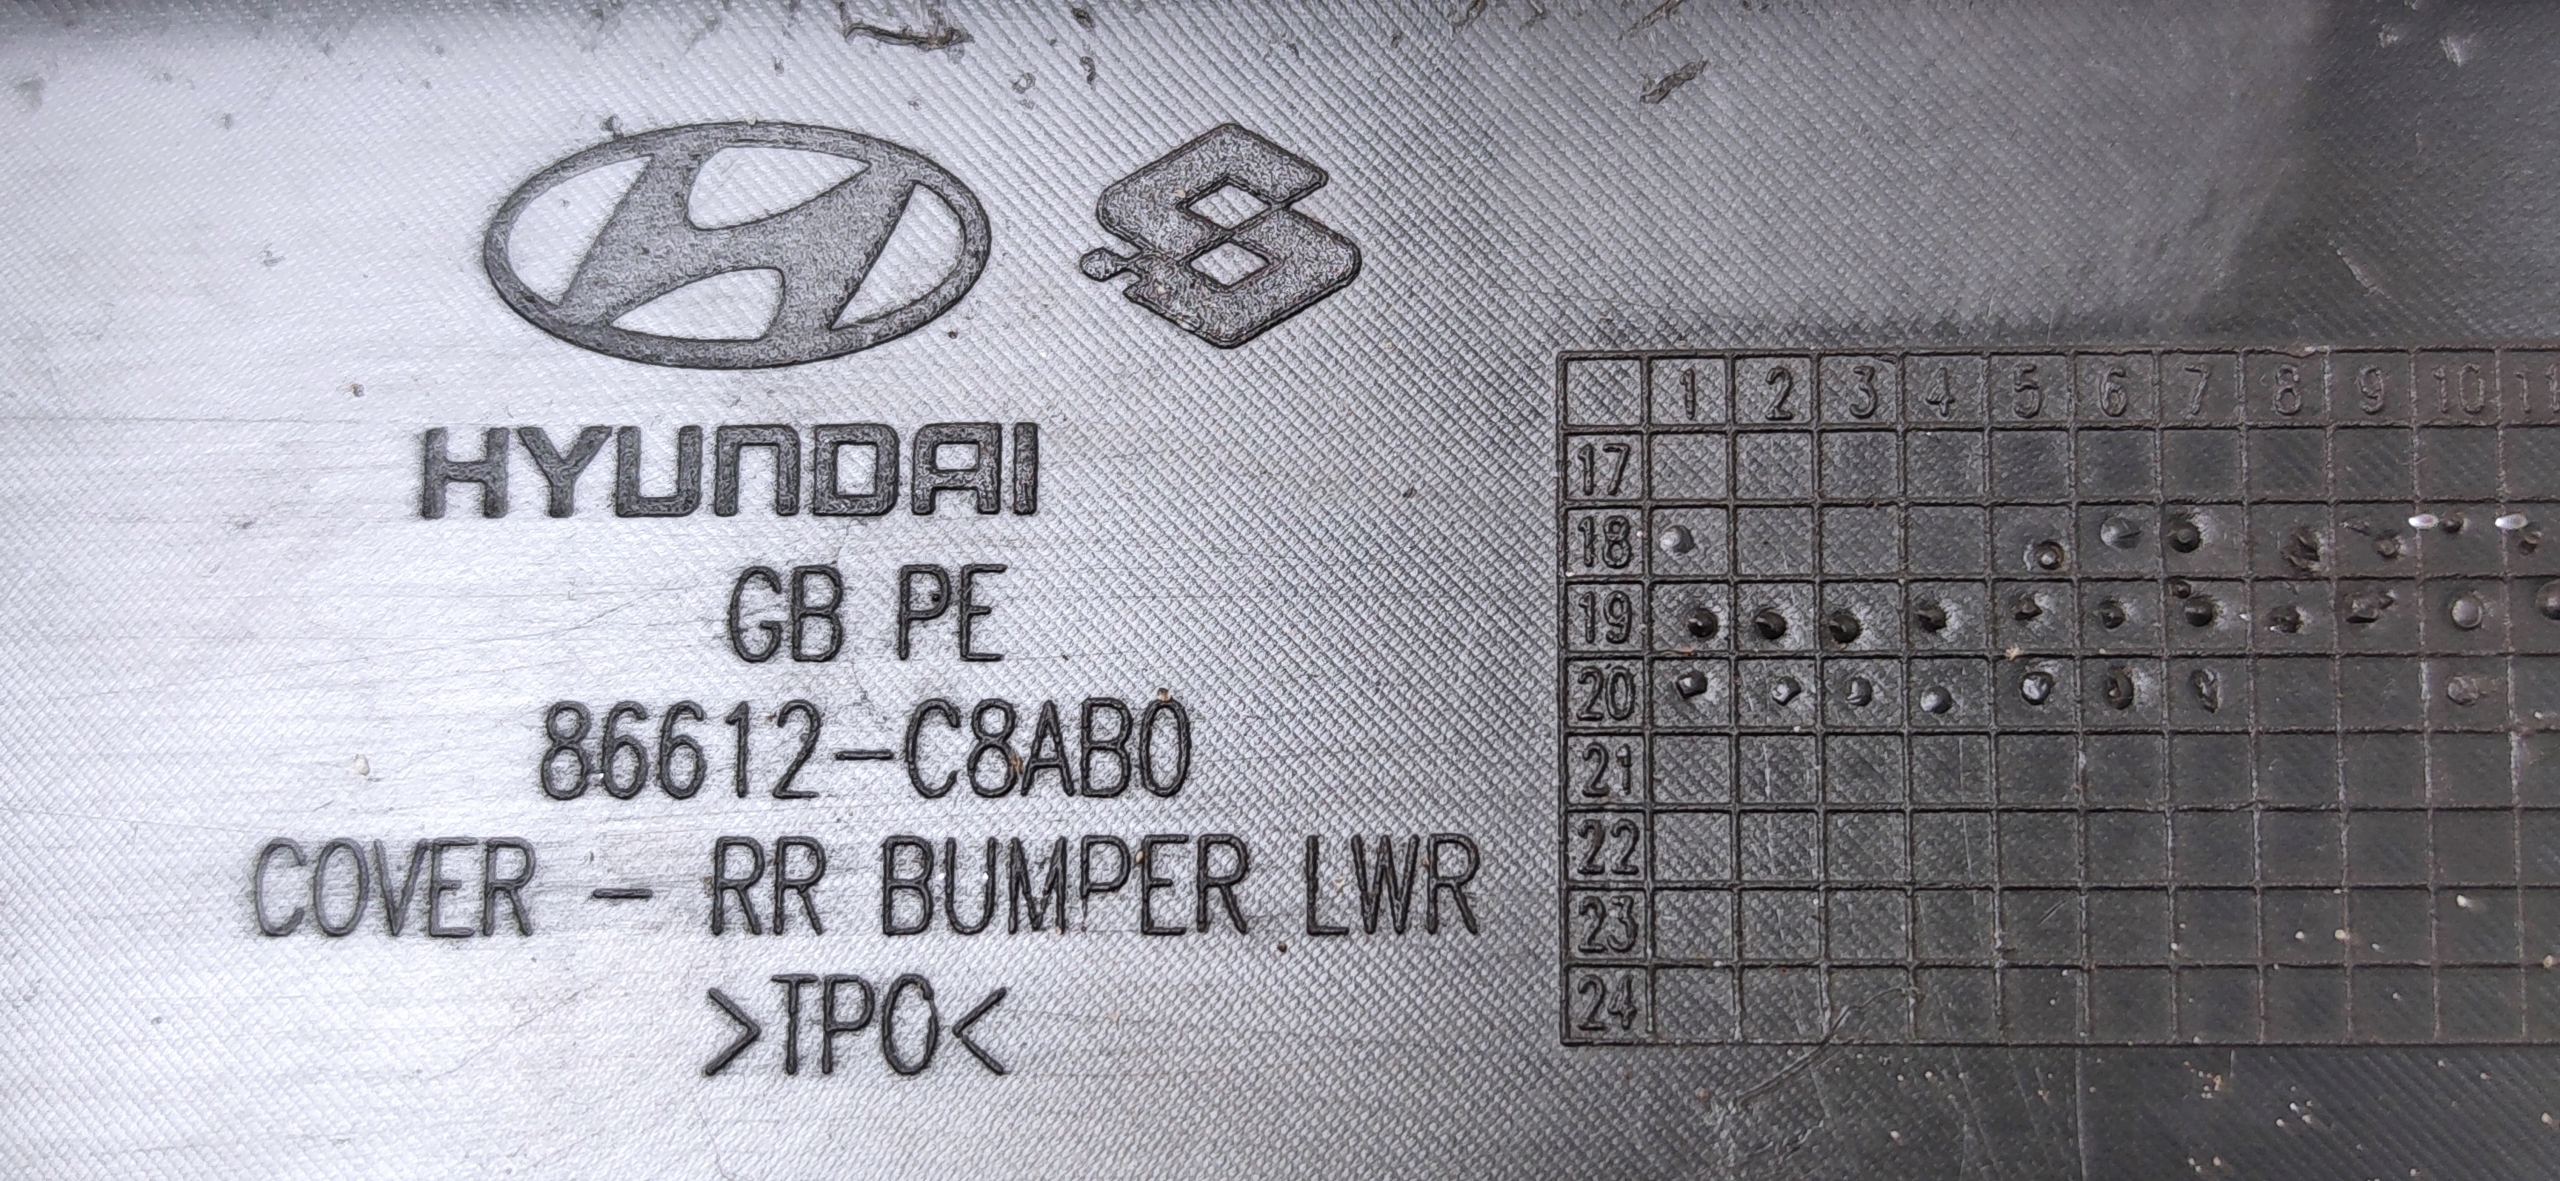 HYUNDAI
GB PE
86612-C8AB0
COVER - RR BUMPER LWR
>TPO<
1 2 3 4 5 6 7 8 9 10 11
17
18
19
20
21
22
23
24